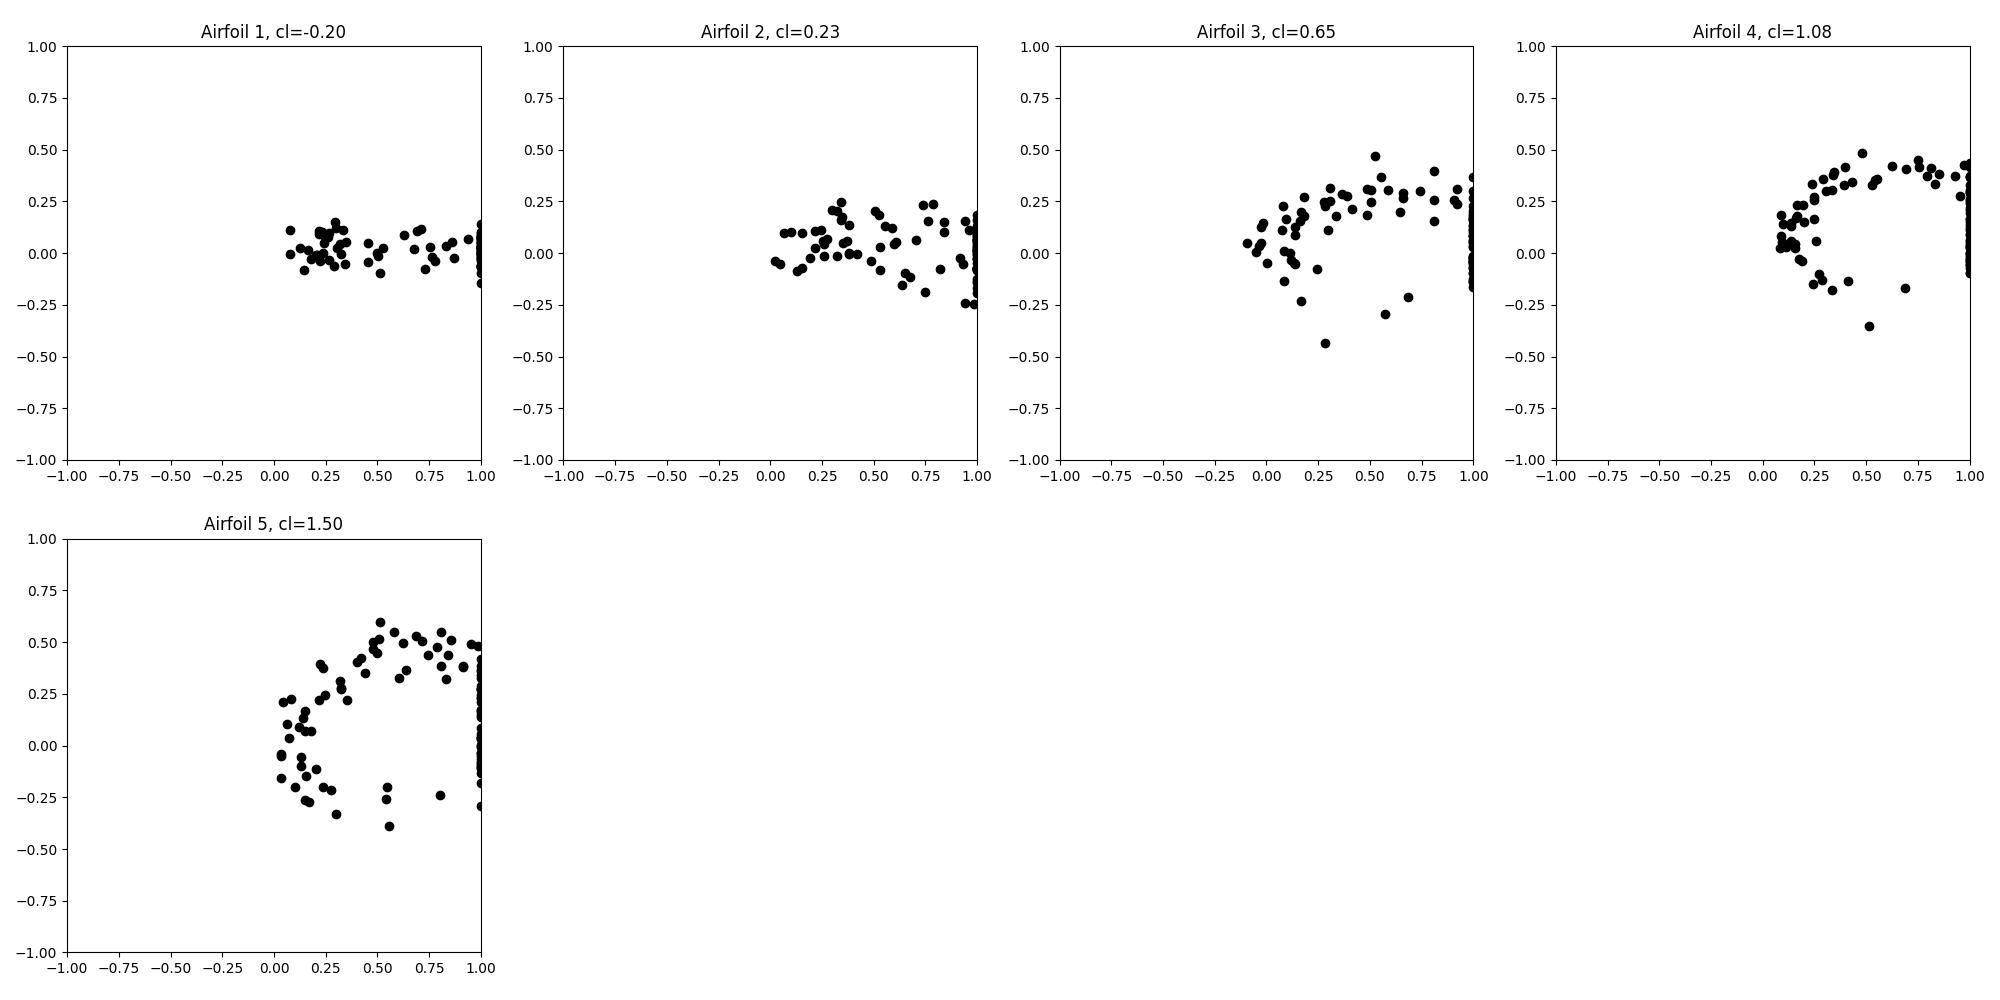 Airfoil 1, cl=-0.20
Airfoil 2, cl=0.23
Airfoil 3, cl=0.65
Airfoil 4, cl=1.08
1.00 1.00 1.00 1.00
0.75 0.75 0.75 0.75
0.50 0.50 0.50 0.50
0.25 0.25 0.25 0.25
0.00 0.00 0.00 0.00
−0.25 −0.25 −0.25 −0.25
−0.50 −0.50 −0.50 −0.50
−0.75 −0.75 −0.75 −0.75
−1.00 −1.00 −1.00 −1.00
−1.00 −0.75 −0.50 −0.25 0.00 0.25 0.50 0.75 1.00
−1.00 −0.75 −0.50 −0.25 0.00 0.25 0.50 0.75 1.00
−1.00 −0.75 −0.50 −0.25 0.00 0.25 0.50 0.75 1.00
−1.00 −0.75 −0.50 −0.25 0.00 0.25 0.50 0.75 1.00
Airfoil 5, cl=1.50
1.00
0.75
0.50
0.25
0.00
−0.25
−0.50
−0.75
−1.00
−1.00 −0.75 −0.50 −0.25 0.00 0.25 0.50 0.75 1.00